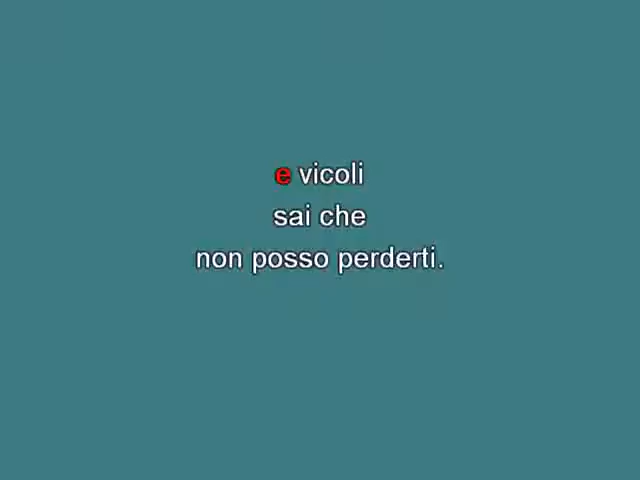 e vicoli
sai che
non posso perderti.